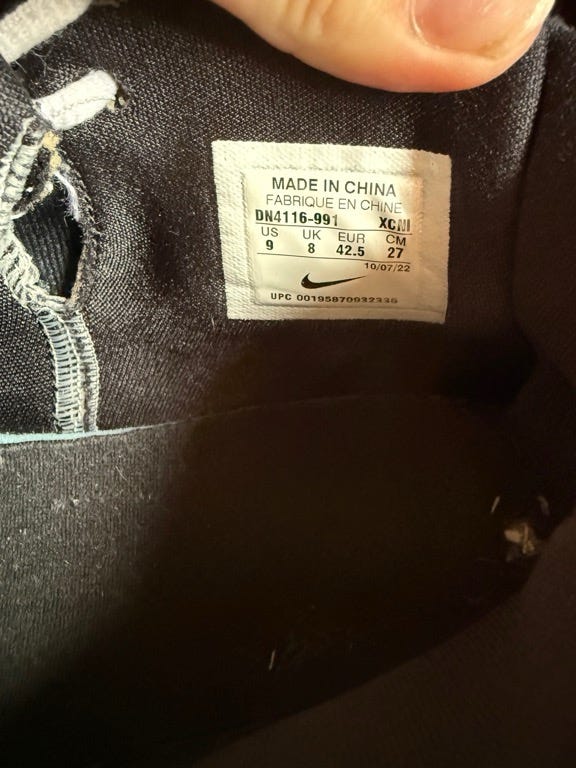 MADE IN CHINA
FABRIQUE EN CHINE
DN4116-991 XCNI
US UK EUR CM
9 8 42.5 27
10/07/22
UPC 00195870932336